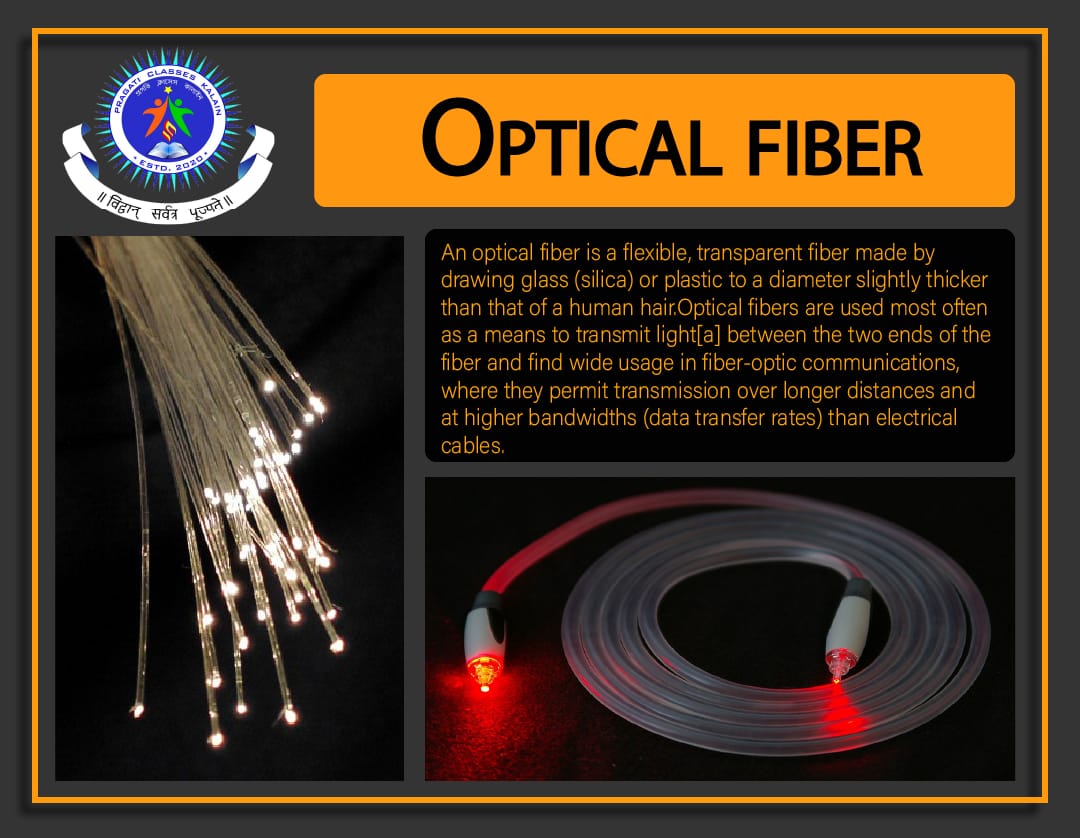 PRAGATI CLASSES KALAIN
প্রগতি ক্লাসেস কালাইন
ESTD. 2020
॥ विद्वान् सर्वत्र पूज्यते ॥
OPTICAL FIBER
An optical fiber is a flexible, transparent fiber made by
drawing glass (silica) or plastic to a diameter slightly thicker
than that of a human hair.Optical fibers are used most often
as a means to transmit light[a] between the two ends of the
fiber and find wide usage in fiber-optic communications,
where they permit transmission over longer distances and
at higher bandwidths (data transfer rates) than electrical
cables.